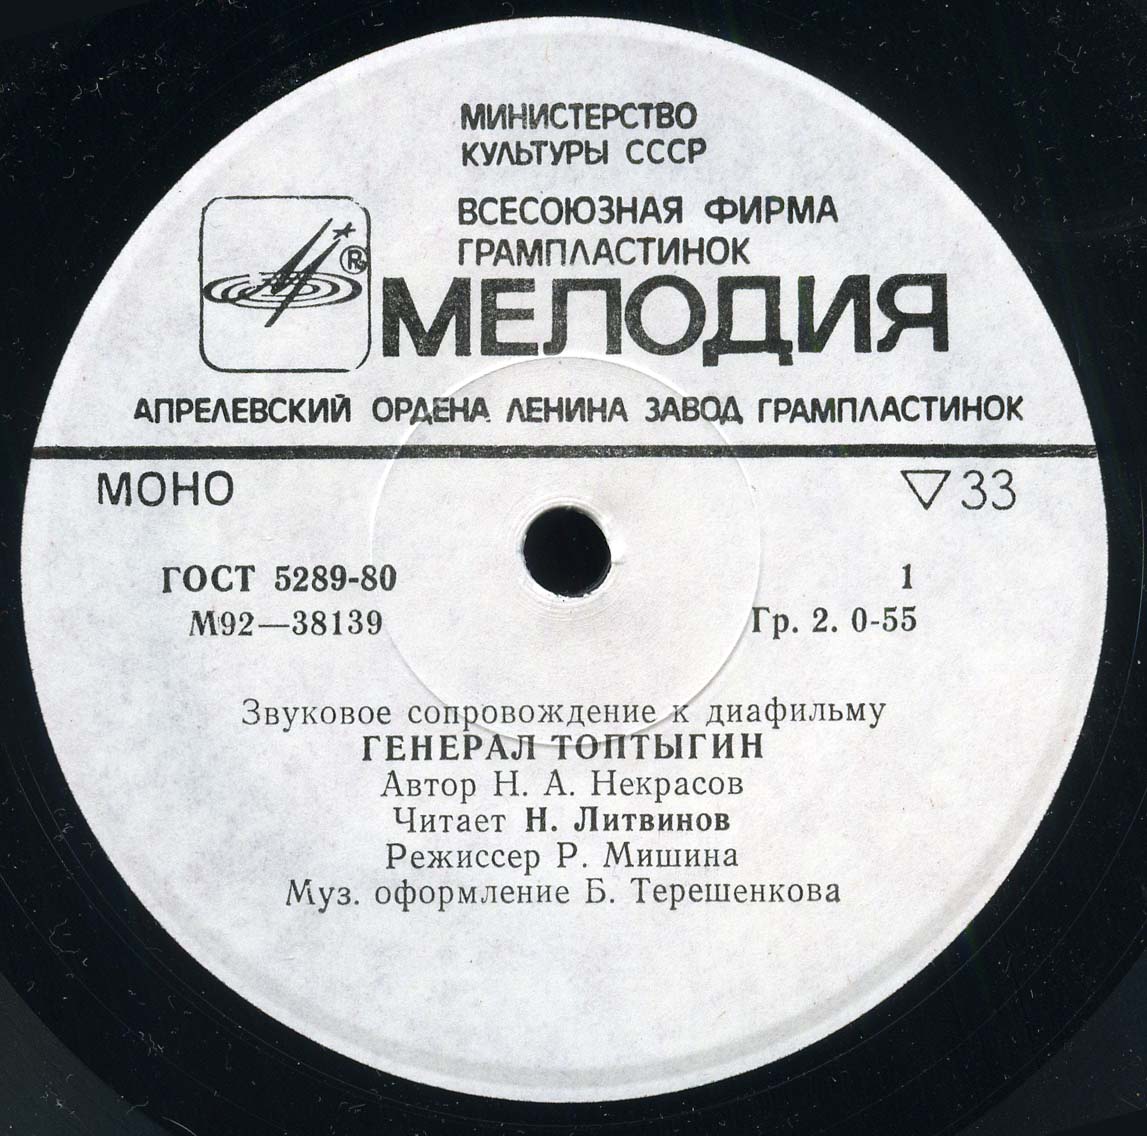 МИНИСТЕРСТВО
КУЛЬТУРЫ СССР
ВСЕСОЮЗНАЯ ФИРМА
ГРАМПЛАСТИНОК
®
МЕЛОДИЯ
АПРЕЛЕВСКИЙ ОРДЕНА ЛЕНИНА ЗАВОД ГРАМПЛАСТИНОК
МОНО ▽33
ГОСТ 5289-80 1
М92—38139 Гр. 2. 0-55
Звуковое сопровождение к диафильму
ГЕНЕРАЛ ТОПТЫГИН
Автор Н. А. Некрасов
Читает Н. Литвинов
Режиссер Р. Мишина
Муз. оформление Б. Терешенкова